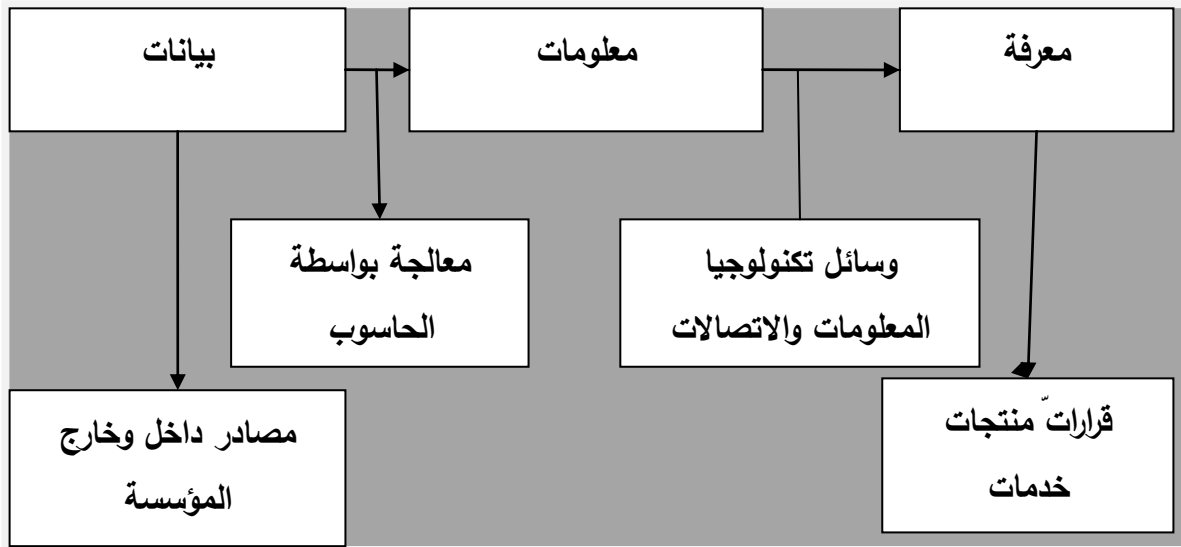 بيانات
معلومات
معرفة
معالجة بواسطة
الحاسوب
وسائل تكنولوجيا
المعلومات والاتصالات
مصادر داخل وخارج
المؤسسة
قرارات ّمنتجات
خدمات